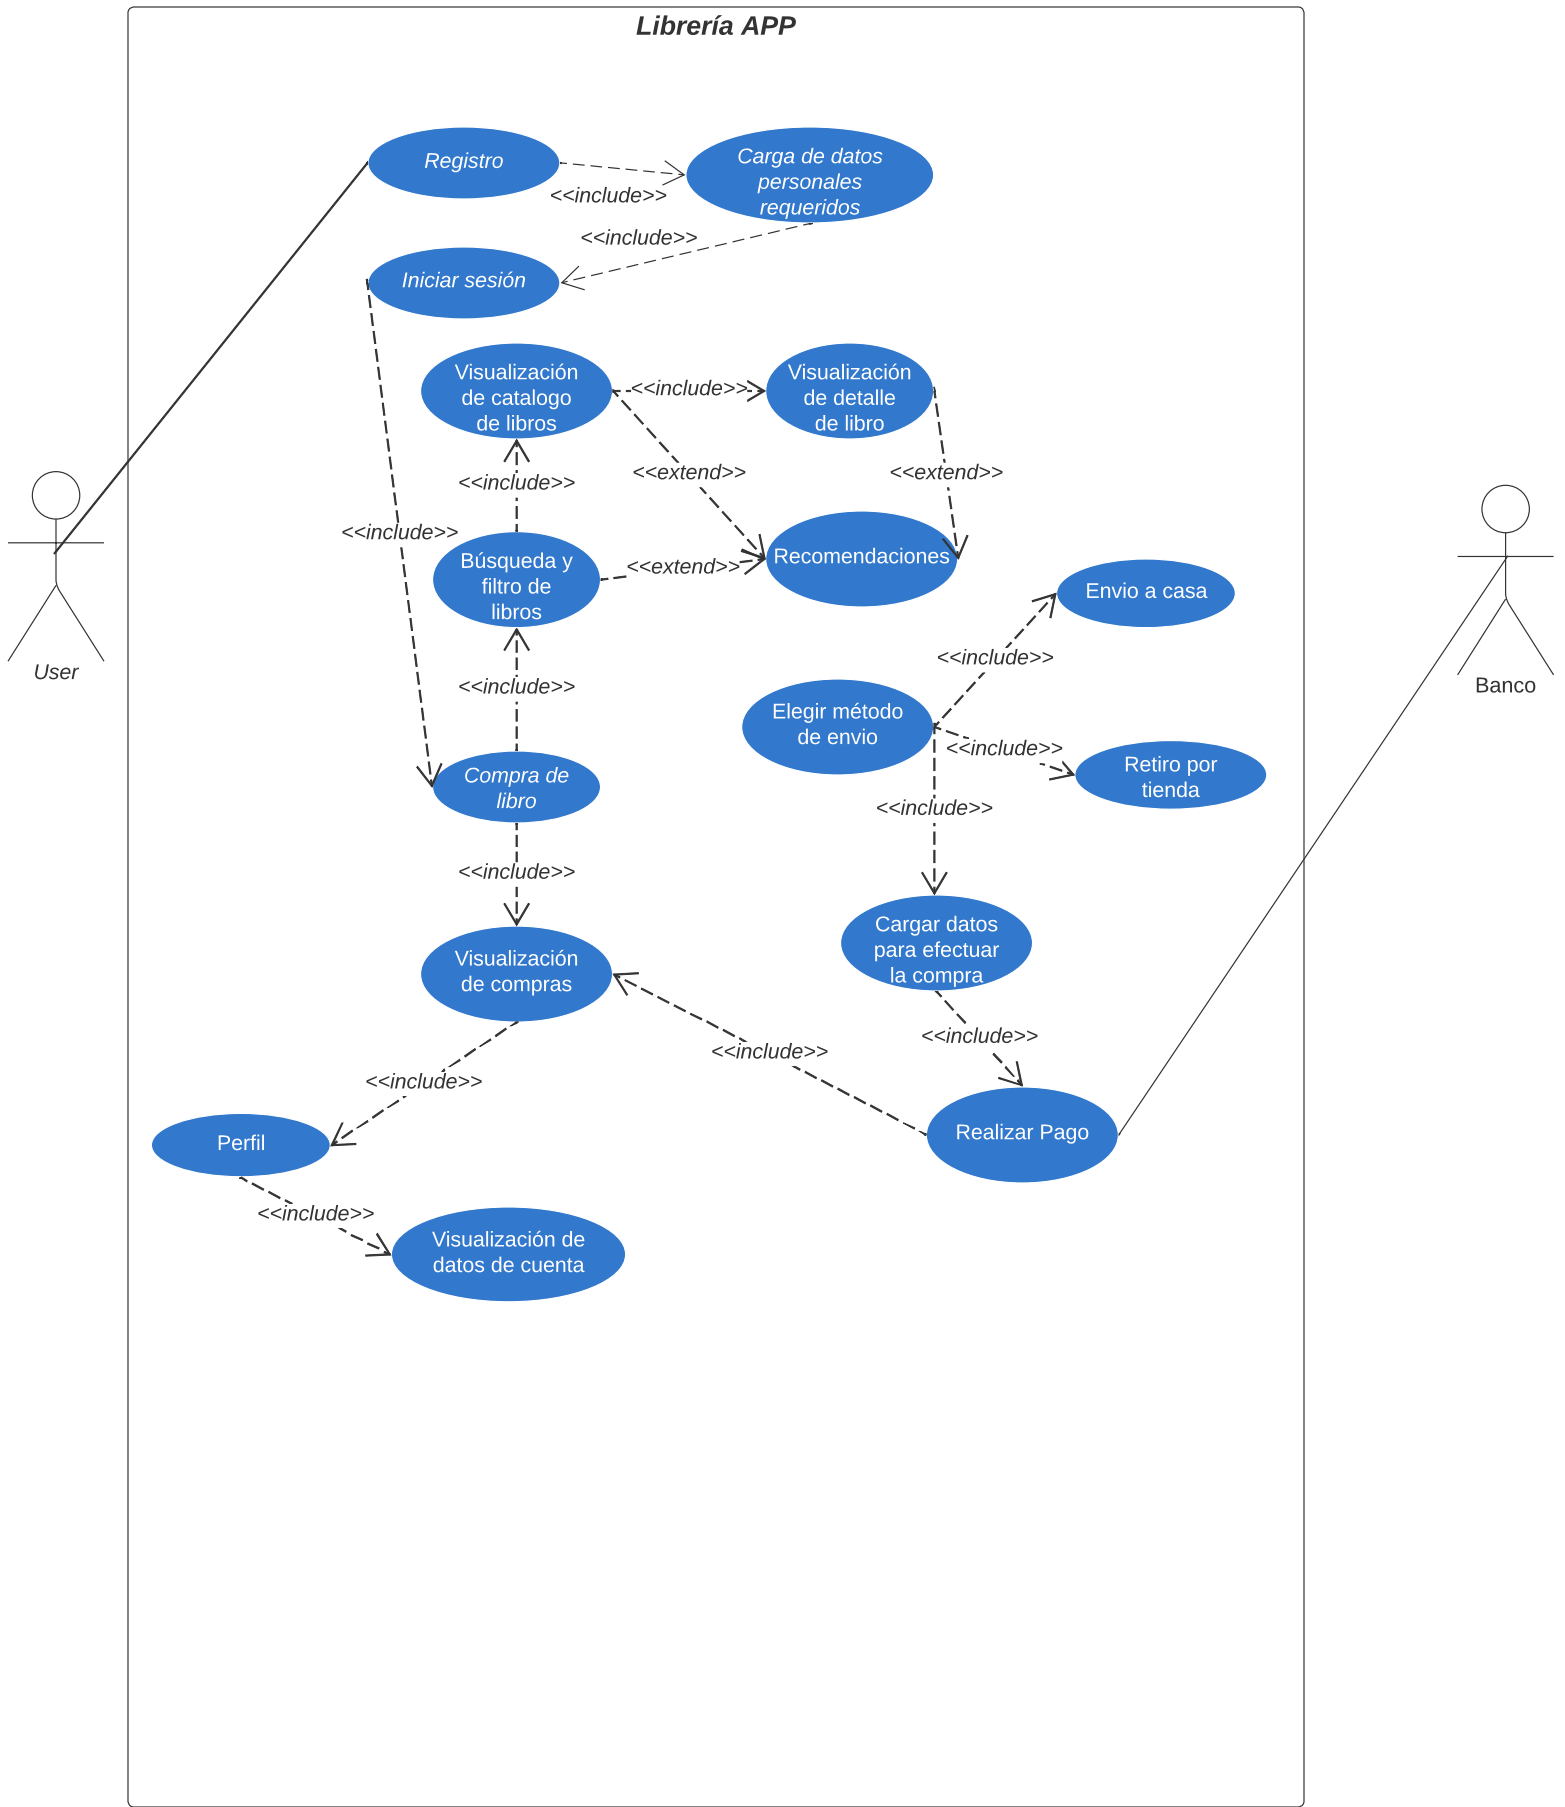 Librería APP
Registro
<<include>>
Carga de datos
personales
requeridos
<<include>>
Iniciar sesión
Visualización
de catalogo
de libros
<<include>>
Visualización
de detalle
de libro
<<include>>
<<extend>>
<<extend>>
<<include>>
Búsqueda y
filtro de
libros
<<extend>>
Recomendaciones
User
Envio a casa
<<include>>
Banco
<<include>>
Elegir método
de envio
<<include>>
Retiro por
tienda
Compra de
libro
<<include>>
<<include>>
Cargar datos
para efectuar
la compra
Visualización
de compras
<<include>>
<<include>>
<<include>>
Realizar Pago
Perfil
<<include>>
Visualización de
datos de cuenta